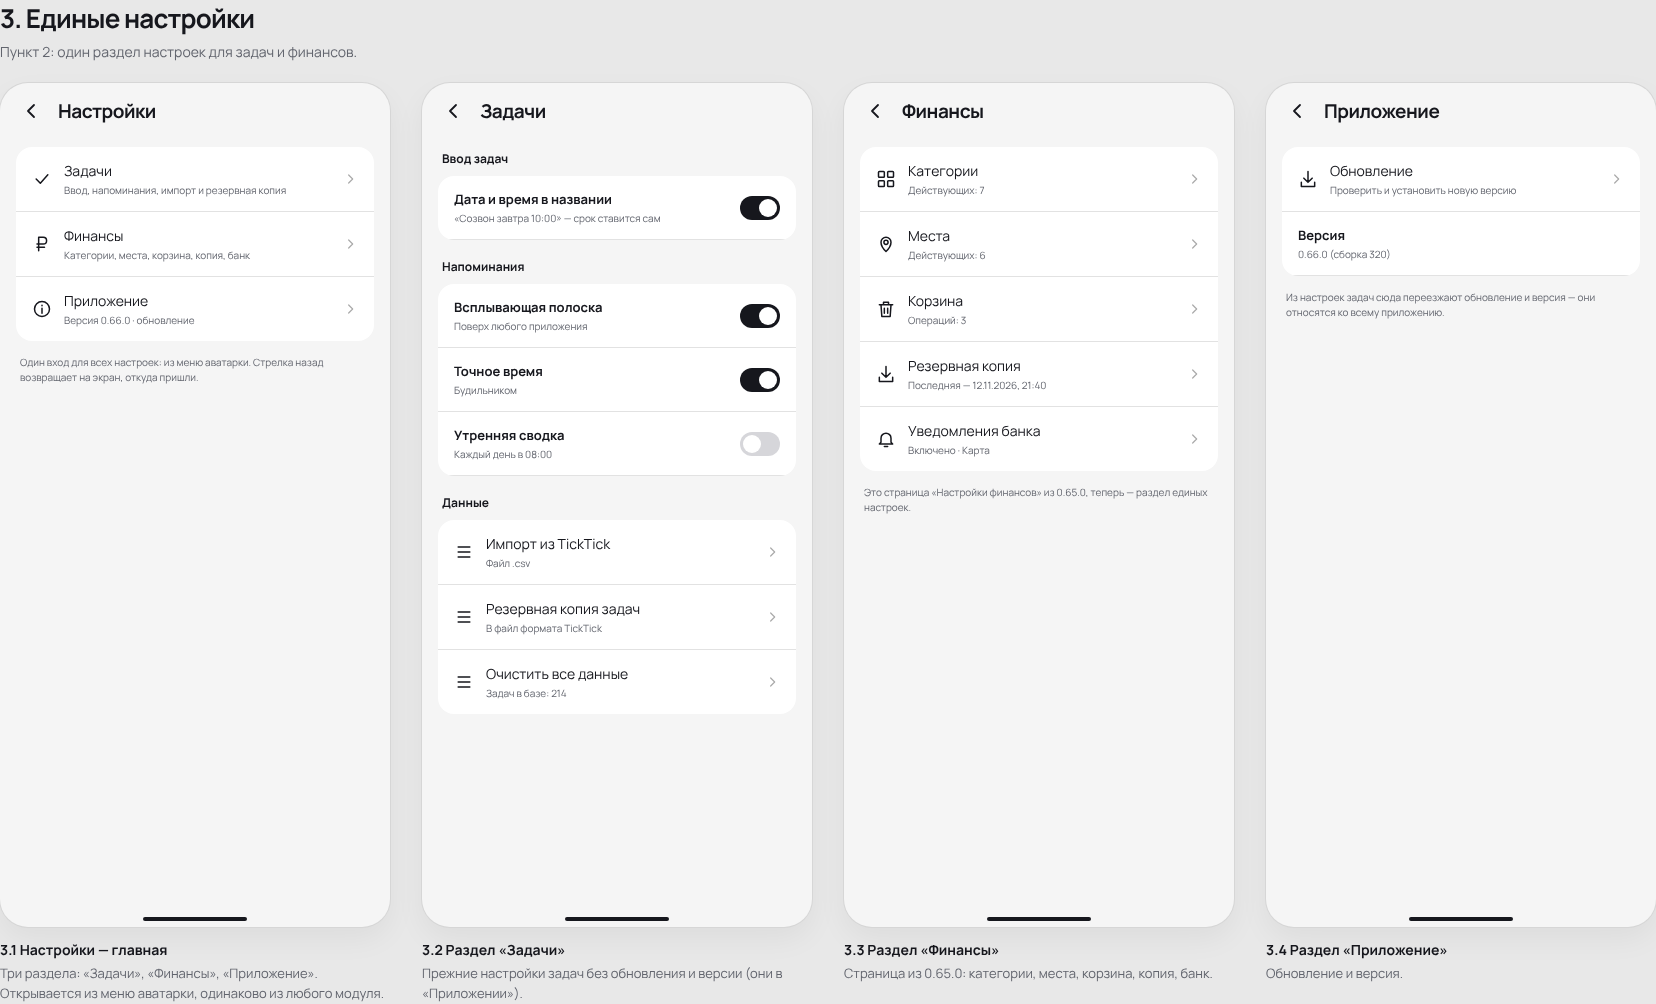 3. Единые настройки
Пункт 2: один раздел настроек для задач и финансов.
Настройки
Задачи
Ввод, напоминания, импорт и резервная копия
Финансы
Категории, места, корзина, копия, банк
Приложение
Версия 0.66.0 · обновление
Один вход для всех настроек: из меню аватарки. Стрелка назад
возвращает на экран, откуда пришли.
3.1 Настройки — главная
Три раздела: «Задачи», «Финансы», «Приложение».
Открывается из меню аватарки, одинаково из любого модуля.
Задачи
Ввод задач
Дата и время в названии
«Созвон завтра 10:00» — срок ставится сам
Напоминания
Всплывающая полоска
Поверх любого приложения
Точное время
Будильником
Утренняя сводка
Каждый день в 08:00
Данные
Импорт из TickTick
Файл .csv
Резервная копия задач
В файл формата TickTick
Очистить все данные
Задач в базе: 214
3.2 Раздел «Задачи»
Прежние настройки задач без обновления и версии (они в
«Приложении»).
Финансы
Категории
Действующих: 7
Места
Действующих: 6
Корзина
Операций: 3
Резервная копия
Последняя — 12.11.2026, 21:40
Уведомления банка
Включено · Карта
Это страница «Настройки финансов» из 0.65.0, теперь — раздел единых
настроек.
3.3 Раздел «Финансы»
Страница из 0.65.0: категории, места, корзина, копия, банк.
Приложение
Обновление
Проверить и установить новую версию
Версия
0.66.0 (сборка 320)
Из настроек задач сюда переезжают обновление и версия — они
относятся ко всему приложению.
3.4 Раздел «Приложение»
Обновление и версия.